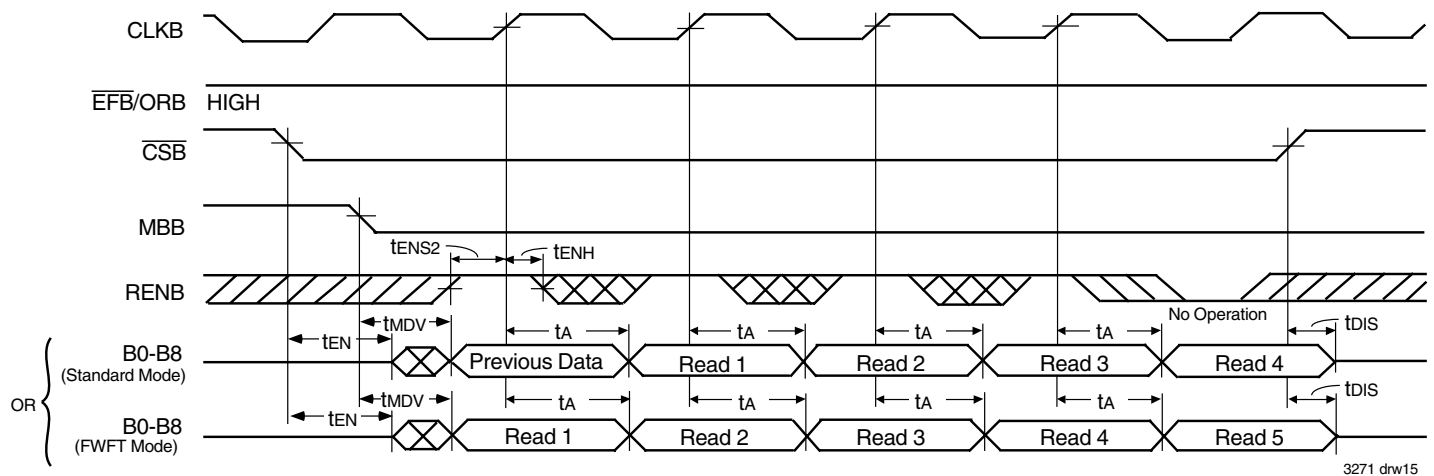 CLKB
EFB/ORB HIGH
CSB
MBB
tENS2 tENH
RENB
No Operation
tMDV tA tA tA tA tDIS
tEN
B0-B8 Previous Data Read 1 Read 2 Read 3 Read 4
(Standard Mode)
OR
tMDV tA tA tA tA tDIS
tEN
B0-B8 Read 1 Read 2 Read 3 Read 4 Read 5
(FWFT Mode)
3271 drw15